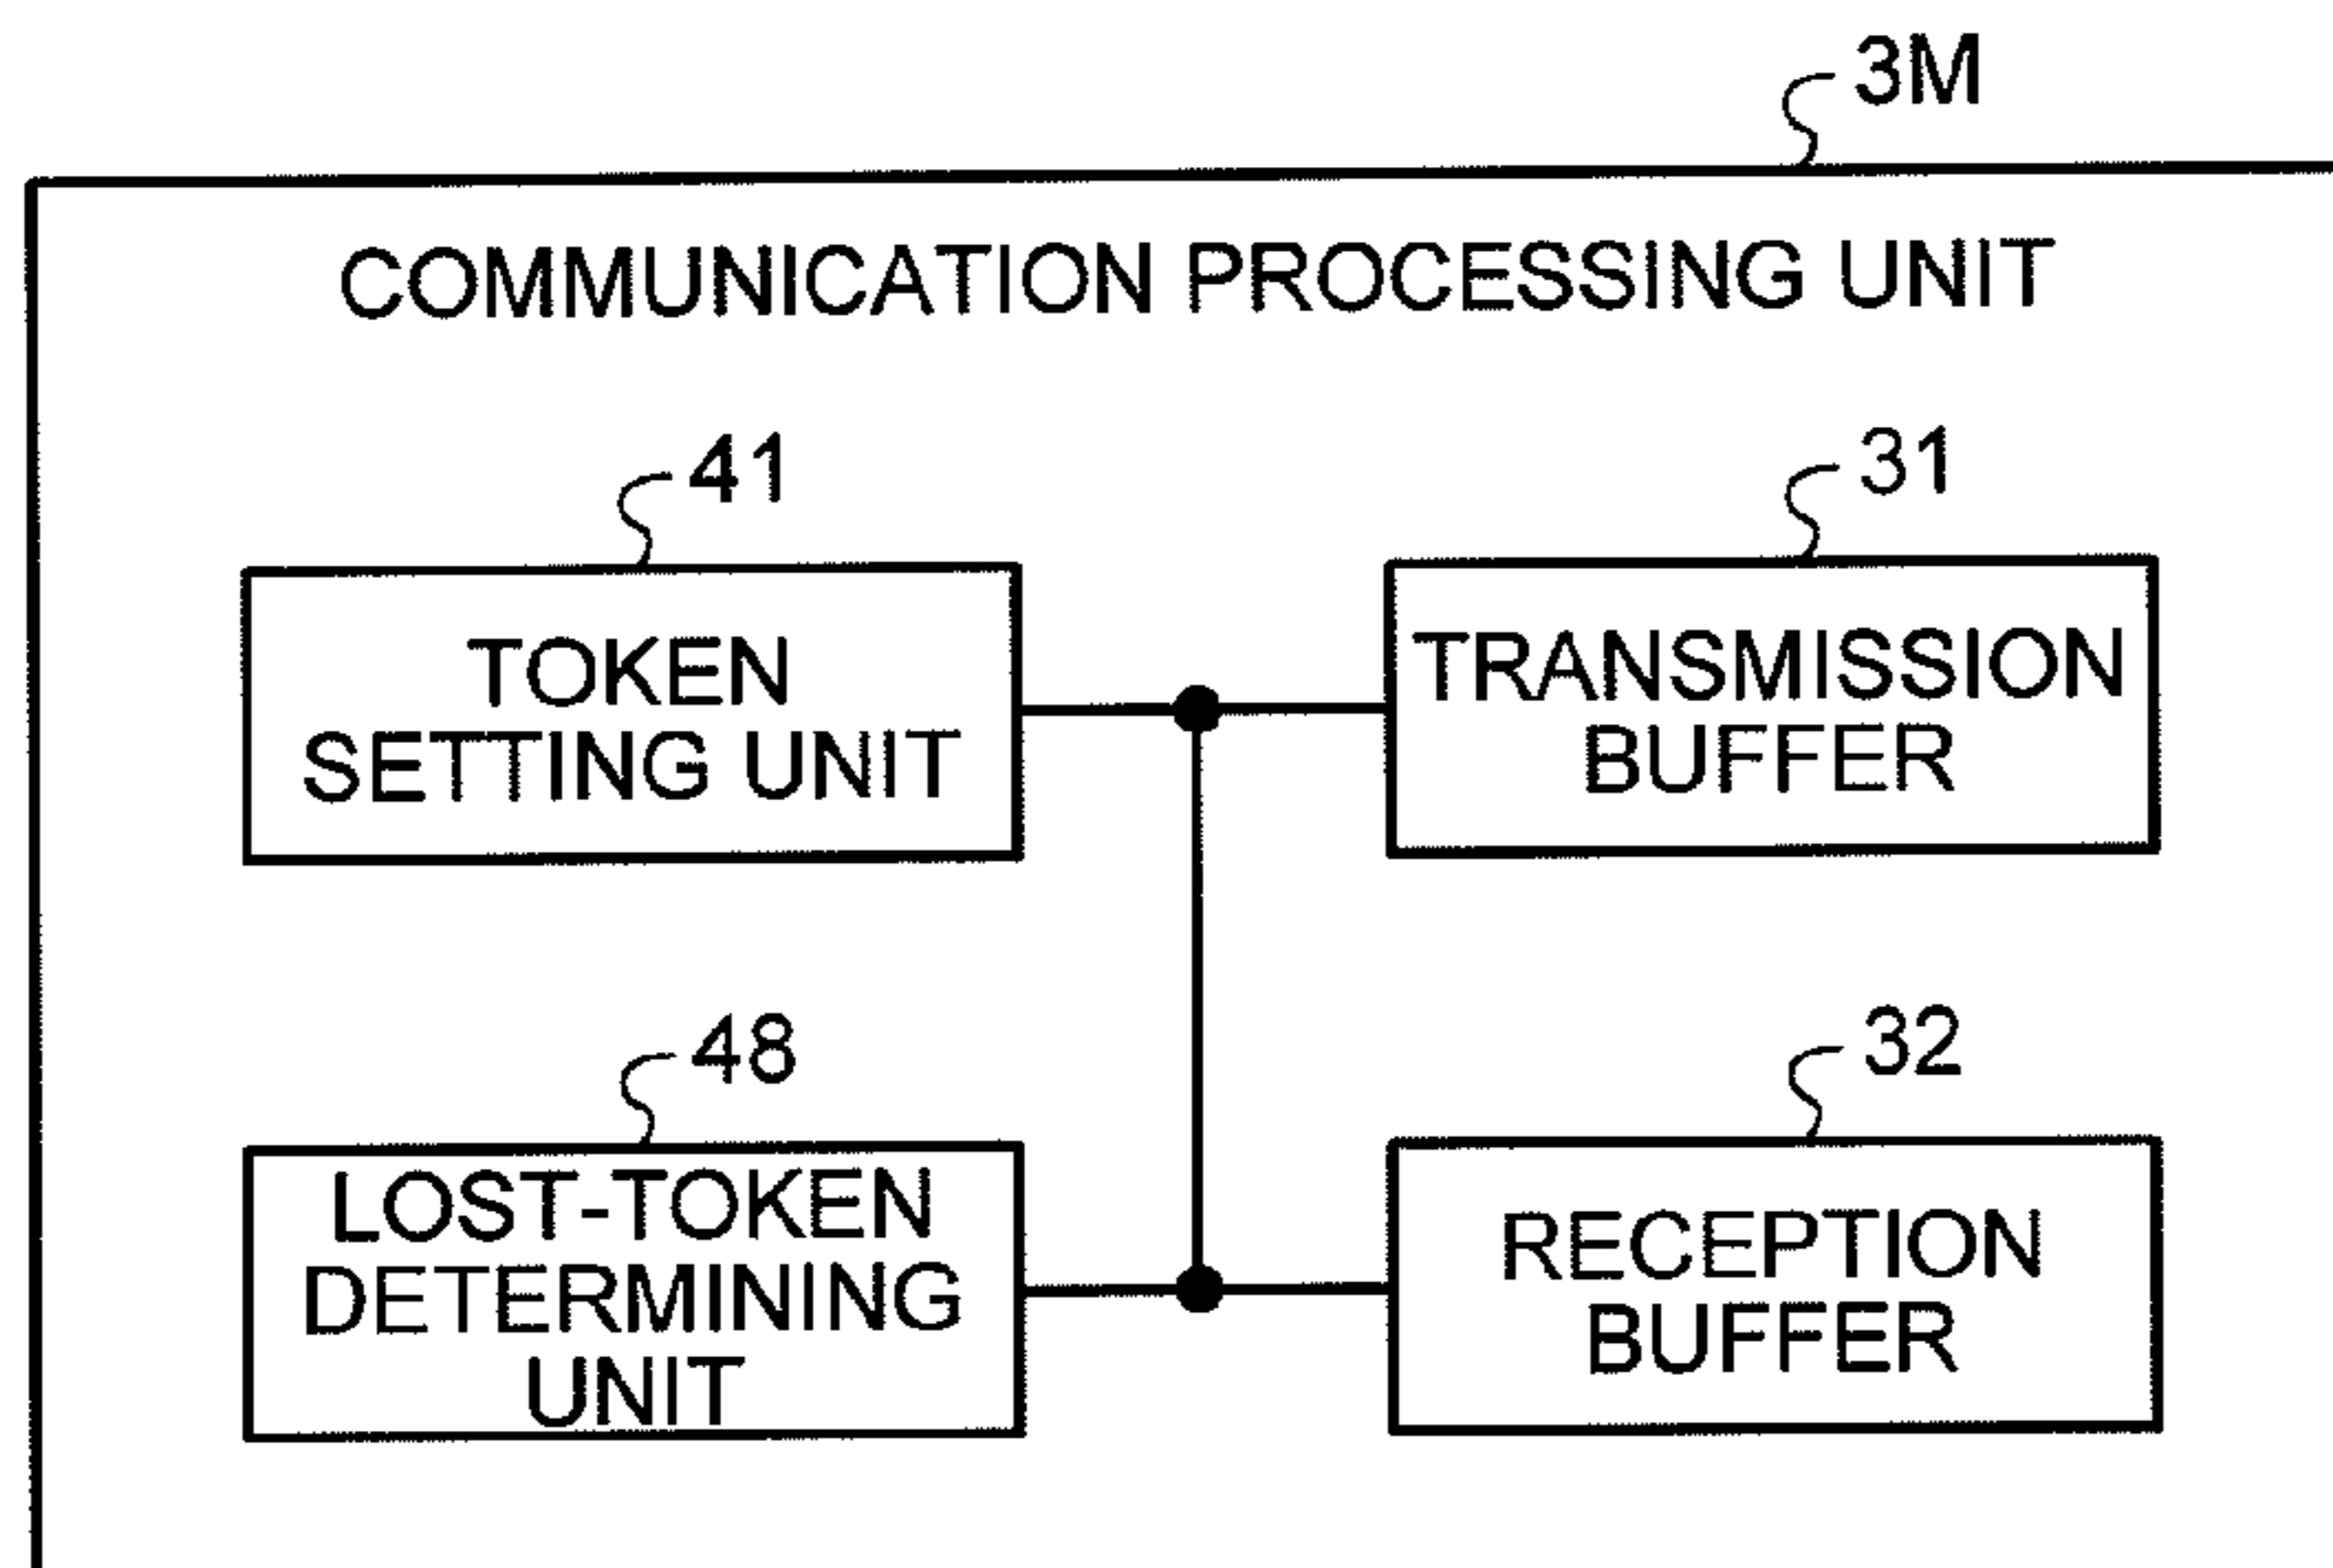 3M
COMMUNICATION PROCESSING UNIT
41
TOKEN
SETTING UNIT
31
TRANSMISSION
BUFFER
48
LOST-TOKEN
DETERMINING
UNIT
32
RECEPTION
BUFFER